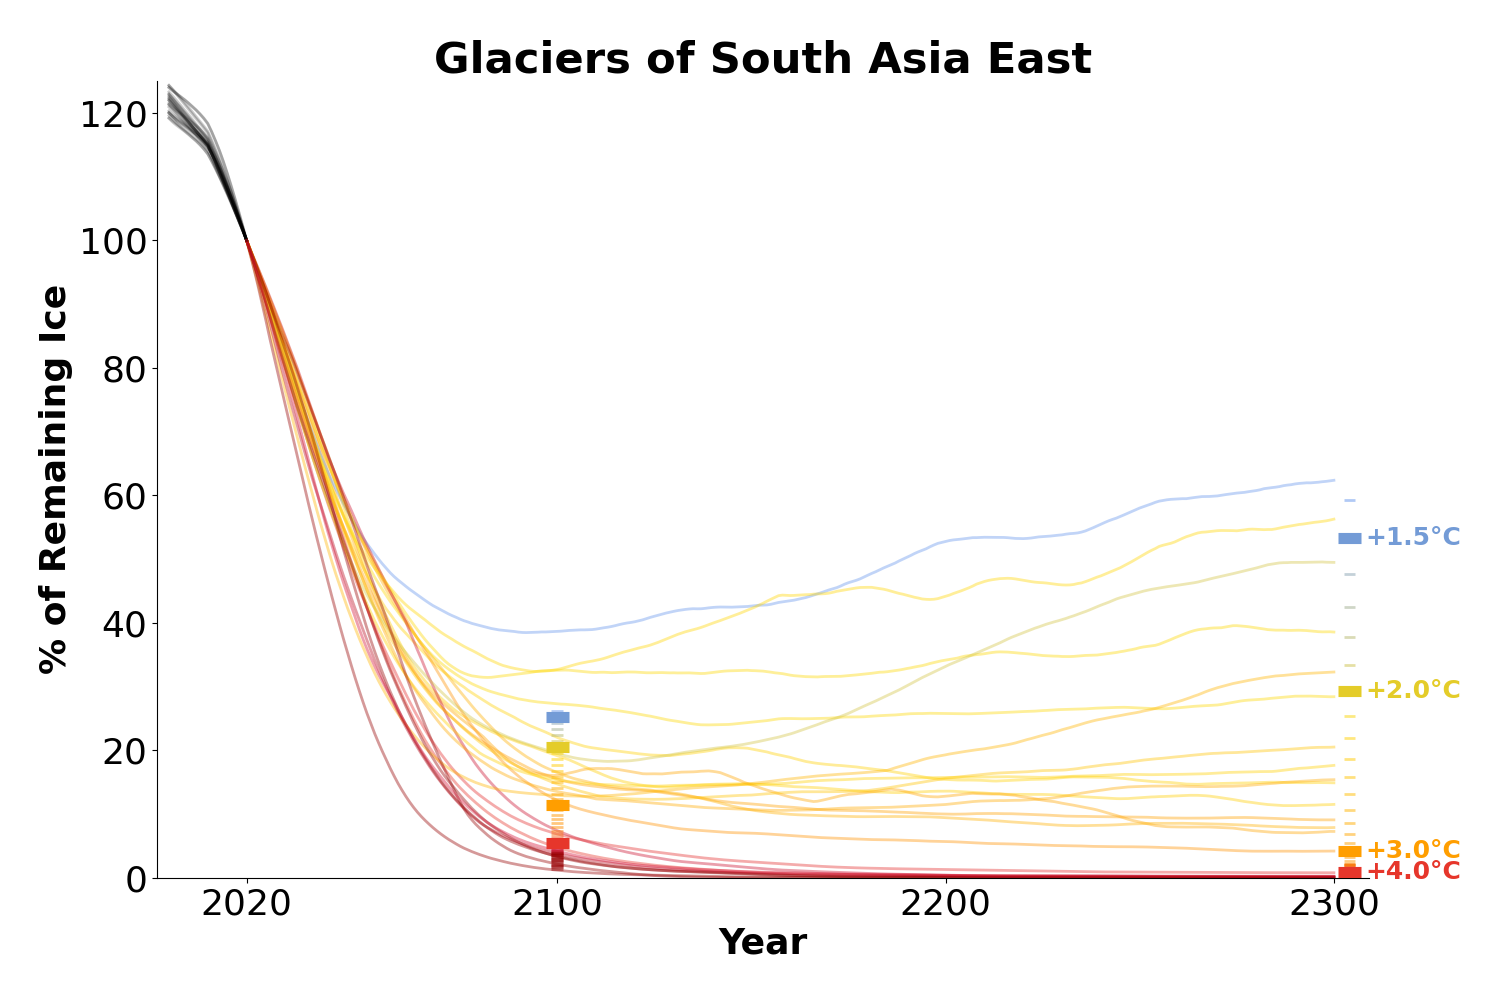 Glaciers of South Asia East
% of Remaining Ice
120
100
80
60
40
20
0
+1.5°C
+2.0°C
+3.0°C
+4.0°C
2020 2100 2200 2300
Year